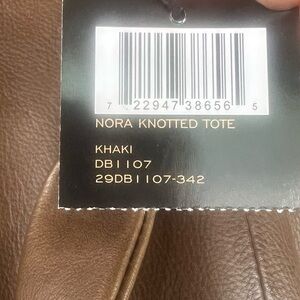 7 22947 38656 5
NORA KNOTTED TOTE
KHAKI
DB1107
29DB1107-342